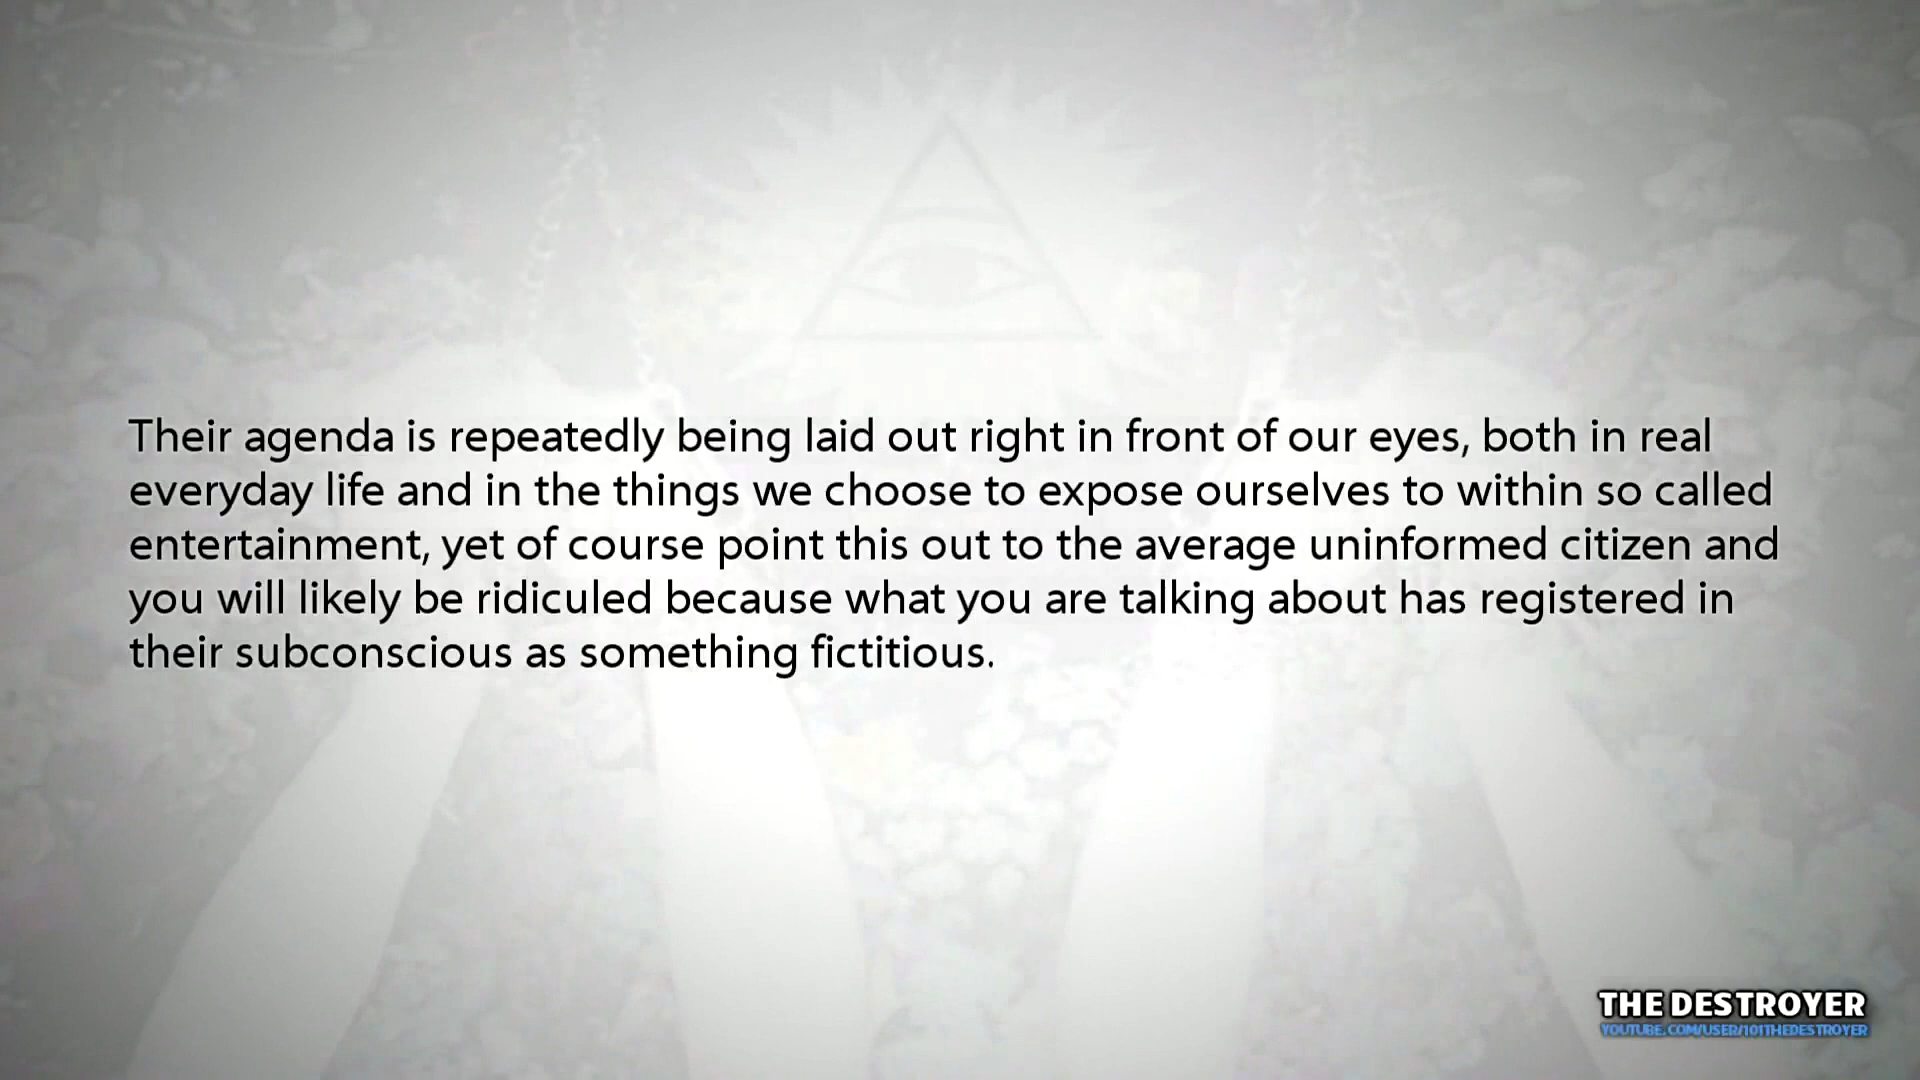 Their agenda is repeatedly being laid out right in front of our eyes, both in real
everyday life and in the things we choose to expose ourselves to within so called
entertainment, yet of course point this out to the average uninformed citizen and
you will likely be ridiculed because what you are talking about has registered in
their subconscious as something fictitious.
THE DESTROYER
YOUTUBE.COM/USER/101THEDESTROYER